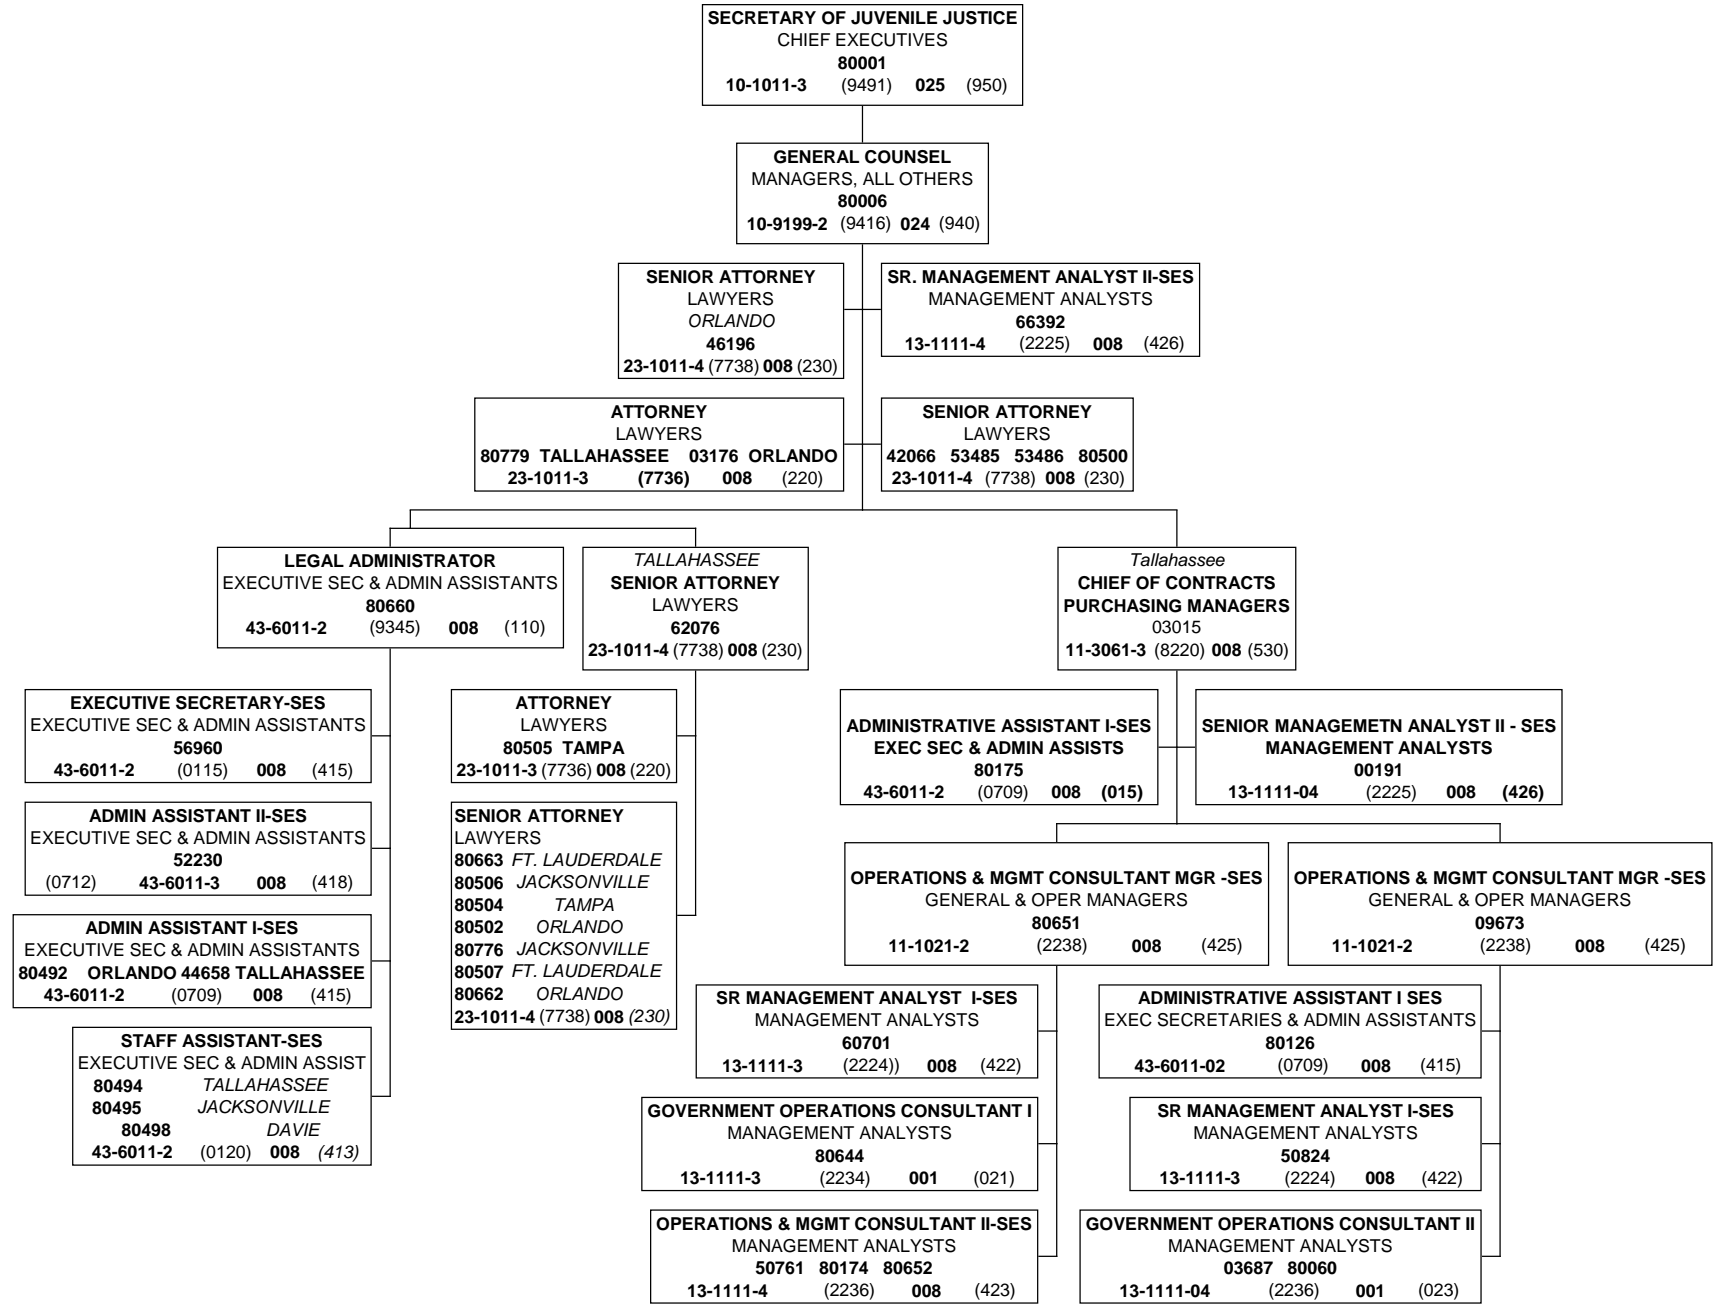 SECRETARY OF JUVENILE JUSTICE
CHIEF EXECUTIVES
80001
10-1011-3 (9491) 025 (950)
GENERAL COUNSEL
MANAGERS, ALL OTHERS
80006
10-9199-2 (9416) 024 (940)
SENIOR ATTORNEY
LAWYERS
ORLANDO
46196
23-1011-4 (7738) 008 (230)
SR. MANAGEMENT ANALYST II-SES
MANAGEMENT ANALYSTS
66392
13-1111-4 (2225) 008 (426)
ATTORNEY
LAWYERS
80779 TALLAHASSEE 03176 ORLANDO
23-1011-3 (7736) 008 (220)
SENIOR ATTORNEY
LAWYERS
42066 53485 53486 80500
23-1011-4 (7738) 008 (230)
LEGAL ADMINISTRATOR
EXECUTIVE SEC & ADMIN ASSISTANTS
80660
43-6011-2 (9345) 008 (110)
TALLAHASSEE
SENIOR ATTORNEY
LAWYERS
62076
23-1011-4 (7738) 008 (230)
Tallahassee
CHIEF OF CONTRACTS
PURCHASING MANAGERS
03015
11-3061-3 (8220) 008 (530)
EXECUTIVE SECRETARY-SES
EXECUTIVE SEC & ADMIN ASSISTANTS
56960
43-6011-2 (0115) 008 (415)
ADMIN ASSISTANT II-SES
EXECUTIVE SEC & ADMIN ASSISTANTS
52230
(0712) 43-6011-3 008 (418)
ADMIN ASSISTANT I-SES
EXECUTIVE SEC & ADMIN ASSISTANTS
80492 ORLANDO 44658 TALLAHASSEE
43-6011-2 (0709) 008 (415)
STAFF ASSISTANT-SES
EXECUTIVE SEC & ADMIN ASSIST
80494 TALLAHASSEE
80495 JACKSONVILLE
80498 DAVIE
43-6011-2 (0120) 008 (413)
ATTORNEY
LAWYERS
80505 TAMPA
23-1011-3 (7736) 008 (220)
SENIOR ATTORNEY
LAWYERS
80663 FT. LAUDERDALE
80506 JACKSONVILLE
80504 TAMPA
80502 ORLANDO
80776 JACKSONVILLE
80507 FT. LAUDERDALE
80662 ORLANDO
23-1011-4 (7738) 008 (230)
ADMINISTRATIVE ASSISTANT I-SES
EXEC SEC & ADMIN ASSISTS
80175
43-6011-2 (0709) 008 (015)
SENIOR MANAGEMETN ANALYST II - SES
MANAGEMENT ANALYSTS
00191
13-1111-04 (2225) 008 (426)
OPERATIONS & MGMT CONSULTANT MGR -SES
GENERAL & OPER MANAGERS
80651
11-1021-2 (2238) 008 (425)
OPERATIONS & MGMT CONSULTANT MGR -SES
GENERAL & OPER MANAGERS
09673
11-1021-2 (2238) 008 (425)
SR MANAGEMENT ANALYST I-SES
MANAGEMENT ANALYSTS
60701
13-1111-3 (2224)) 008 (422)
GOVERNMENT OPERATIONS CONSULTANT I
MANAGEMENT ANALYSTS
80644
13-1111-3 (2234) 001 (021)
OPERATIONS & MGMT CONSULTANT II-SES
MANAGEMENT ANALYSTS
50761 80174 80652
13-1111-4 (2236) 008 (423)
ADMINISTRATIVE ASSISTANT I SES
EXEC SECRETARIES & ADMIN ASSISTANTS
80126
43-6011-02 (0709) 008 (415)
SR MANAGEMENT ANALYST I-SES
MANAGEMENT ANALYSTS
50824
13-1111-3 (2224) 008 (422)
GOVERNMENT OPERATIONS CONSULTANT II
MANAGEMENT ANALYSTS
03687 80060
13-1111-04 (2236) 001 (023)